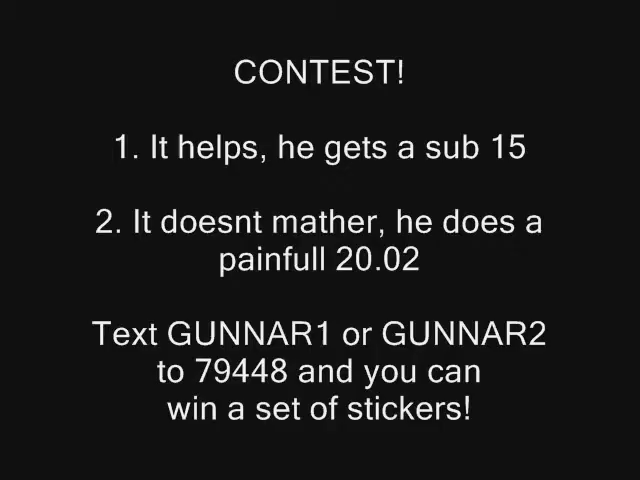 CONTEST!
1. It helps, he gets a sub 15
2. It doesnt mather, he does a
painfull 20.02
Text GUNNAR1 or GUNNAR2
to 79448 and you can
win a set of stickers!